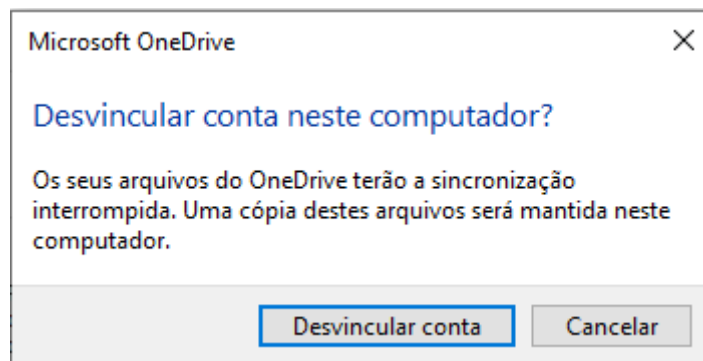 Microsoft OneDrive
Desvincular conta neste computador?
Os seus arquivos do OneDrive terão a sincronização
interrompida. Uma cópia destes arquivos será mantida neste
computador.
Desvincular conta
Cancelar